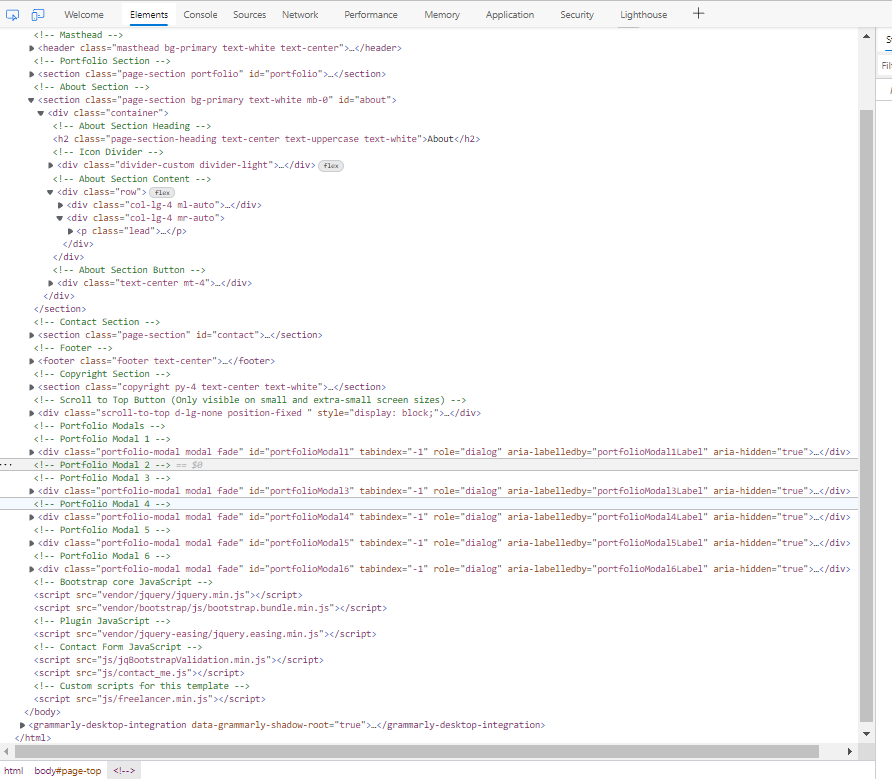 Welcome Elements Console Sources Network Performance Memory Application Security Lighthouse
<!-- Masthead -->
<header class="masthead bg-primary text-white text-center">…</header>
<!-- Portfolio Section -->
<section class="page-section portfolio" id="portfolio">…</section>
<!-- About Section -->
<section class="page-section bg-primary text-white mb-0" id="about">
<div class="container">
<!-- About Section Heading -->
<h2 class="page-section-heading text-center text-uppercase text-white">About</h2>
<!-- Icon Divider -->
<div class="divider-custom divider-light">…</div> flex
<!-- About Section Content -->
<div class="row"> flex
<div class="col-lg-4 ml-auto">…</div>
<div class="col-lg-4 mr-auto">
<p class="lead">…</p>
</div>
</div>
<!-- About Section Button -->
<div class="text-center mt-4">…</div>
</div>
</section>
<!-- Contact Section -->
<section class="page-section" id="contact">…</section>
<!-- Footer -->
<footer class="footer text-center">…</footer>
<!-- Copyright Section -->
<section class="copyright py-4 text-center text-white">…</section>
<!-- Scroll to Top Button (Only visible on small and extra-small screen sizes) -->
<div class="scroll-to-top d-lg-none position-fixed " style="display: block;">…</div>
<!-- Portfolio Modals -->
<!-- Portfolio Modal 1 -->
<div class="portfolio-modal modal fade" id="portfolioModal1" tabindex="-1" role="dialog" aria-labelledby="portfolioModal1Label" aria-hidden="true">…</div>
<!-- Portfolio Modal 2 --> == $0
<!-- Portfolio Modal 3 -->
<div class="portfolio-modal modal fade" id="portfolioModal3" tabindex="-1" role="dialog" aria-labelledby="portfolioModal3Label" aria-hidden="true">…</div>
<!-- Portfolio Modal 4 -->
<div class="portfolio-modal modal fade" id="portfolioModal4" tabindex="-1" role="dialog" aria-labelledby="portfolioModal4Label" aria-hidden="true">…</div>
<!-- Portfolio Modal 5 -->
<div class="portfolio-modal modal fade" id="portfolioModal5" tabindex="-1" role="dialog" aria-labelledby="portfolioModal5Label" aria-hidden="true">…</div>
<!-- Portfolio Modal 6 -->
<div class="portfolio-modal modal fade" id="portfolioModal6" tabindex="-1" role="dialog" aria-labelledby="portfolioModal6Label" aria-hidden="true">…</div>
<!-- Bootstrap core JavaScript -->
<script src="vendor/jquery/jquery.min.js"></script>
<script src="vendor/bootstrap/js/bootstrap.bundle.min.js"></script>
<!-- Plugin JavaScript -->
<script src="vendor/jquery-easing/jquery.easing.min.js"></script>
<!-- Contact Form JavaScript -->
<script src="js/jqBootstrapValidation.min.js"></script>
<script src="js/contact_me.js"></script>
<!-- Custom scripts for this template -->
<script src="js/freelancer.min.js"></script>
</body>
<grammarly-desktop-integration data-grammarly-shadow-root="true">…</grammarly-desktop-integration>
</html>
html body#page-top <!-->